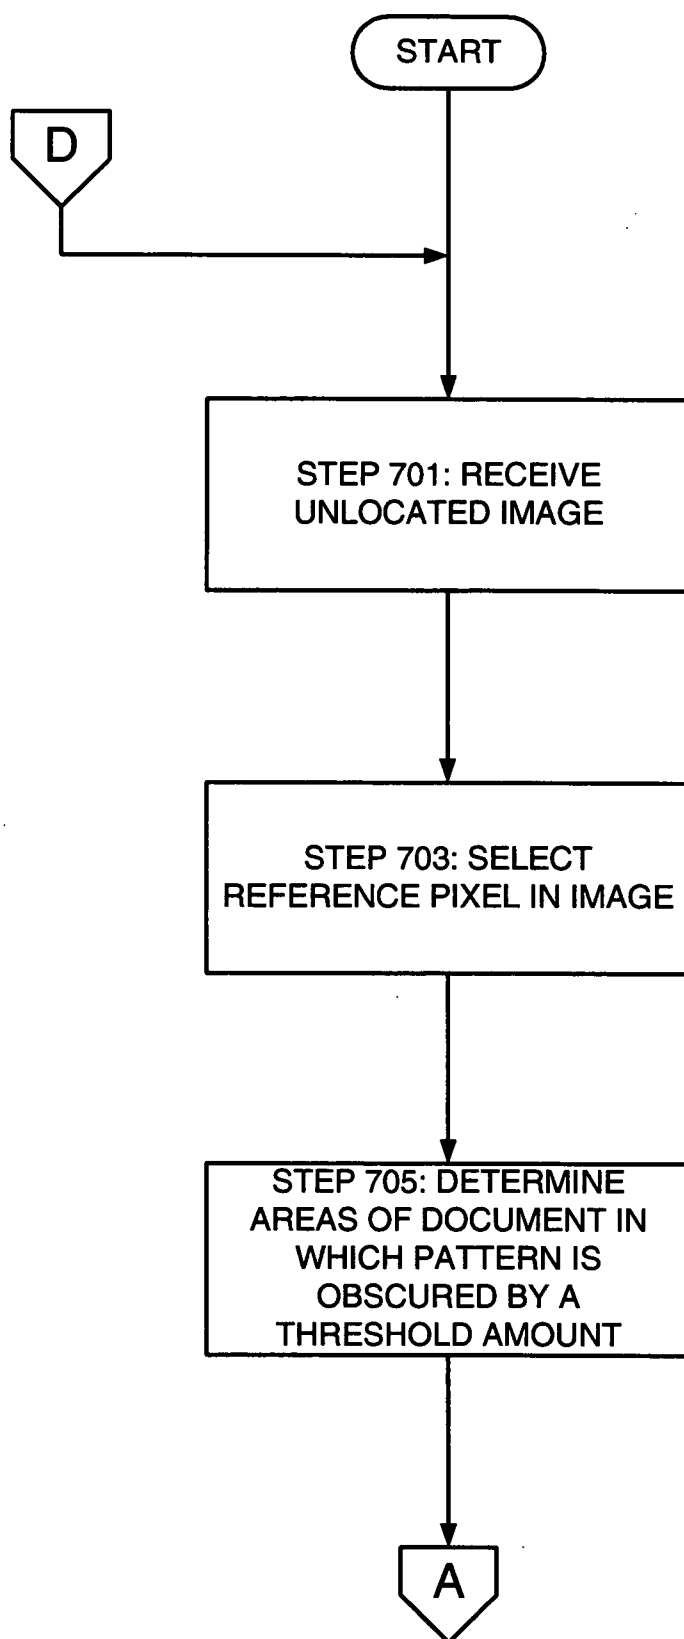 START
D
STEP 701: RECEIVE
UNLOCATED IMAGE
STEP 703: SELECT
REFERENCE PIXEL IN IMAGE
STEP 705: DETERMINE
AREAS OF DOCUMENT IN
WHICH PATTERN IS
OBSCURED BY A
THRESHOLD AMOUNT
A